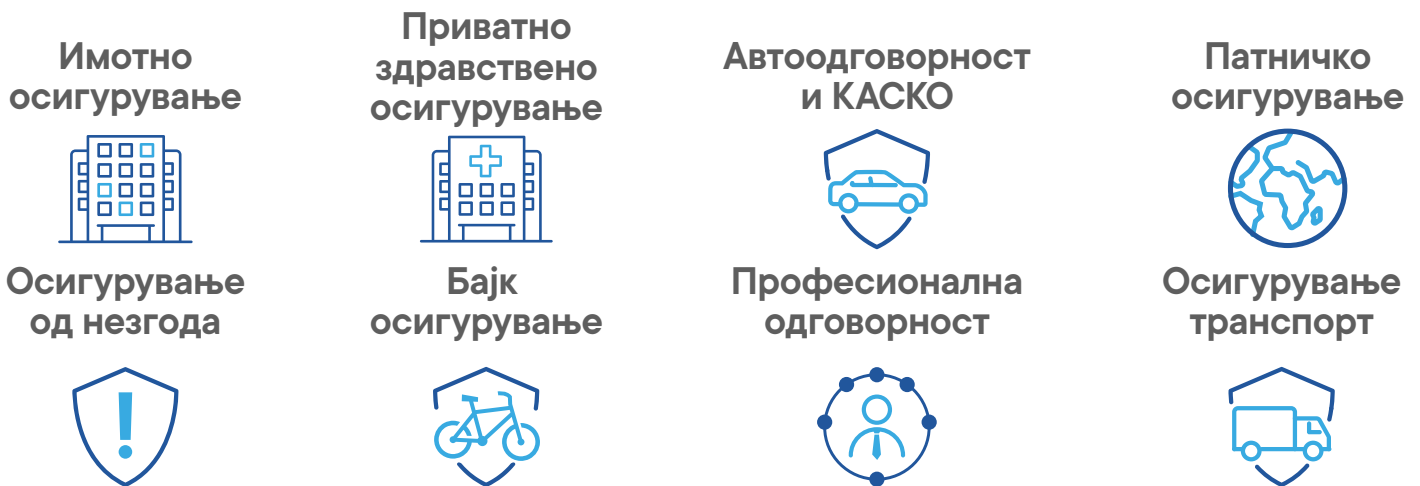 Имотно
осигурување
Приватно
здравствено
осигурување
Автоодговорност
и КАСКО
Патничко
осигурување
Осигурување
од незгода
Бајк
осигурување
Професионална
одговорност
Осигурување
транспорт